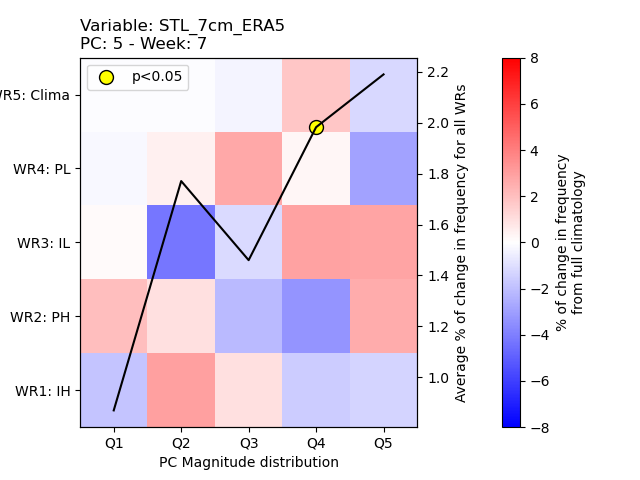 Variable: STL_7cm_ERA5
PC: 5 - Week: 7
p<0.05
WR5: Clima
WR4: PL
WR3: IL
WR2: PH
WR1: IH
Q1 Q2 Q3 Q4 Q5
PC Magnitude distribution
2.2
2.0
1.8
1.6
1.4
1.2
1.0
Average % of change in frequency for all WRs
8
6
4
2
0
−2
−4
−6
−8
% of change in frequency
from full climatology